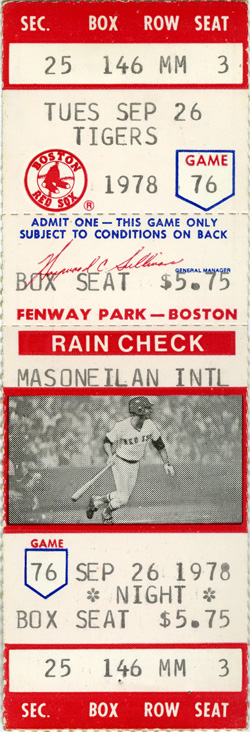 SEC. BOX ROW SEAT
25 146 MM 3
TUES SEP 26
TIGERS
BOSTON
RED SOX
®
1978
GAME
76
ADMIT ONE — THIS GAME ONLY
SUBJECT TO CONDITIONS ON BACK
Haywood C Sullivan
GENERAL MANAGER
BOX SEAT $5.75
FENWAY PARK — BOSTON
RAIN CHECK
MASONEILAN INTL
RED SOX
GAME
76 SEP 26 1978
* NIGHT *
BOX SEAT $5.75
25 146 MM 3
SEC. BOX ROW SEAT